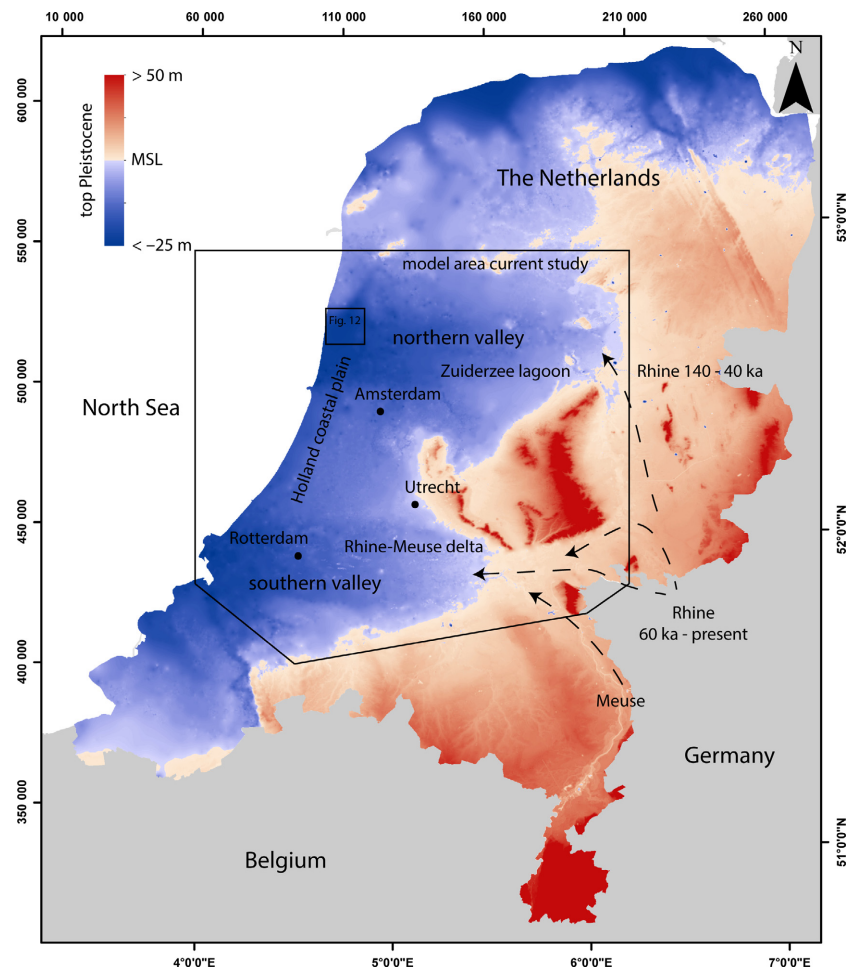 10 000
60 000
110 000
160 000
210 000
260 000
N
> 50 m
MSL
< –25 m
top Pleistocene
600 000
550 000
500 000
450 000
400 000
350 000
53°0'0"N
52°0'0"N
51°0'0"N
The Netherlands
model area current study
Fig. 12
northern valley
Zuiderzee lagoon
Rhine 140 - 40 ka
North Sea
Amsterdam
Holland coastal plain
Utrecht
Rotterdam
Rhine-Meuse delta
southern valley
Rhine
60 ka - present
Meuse
Germany
Belgium
4°0'0"E
5°0'0"E
6°0'0"E
7°0'0"E